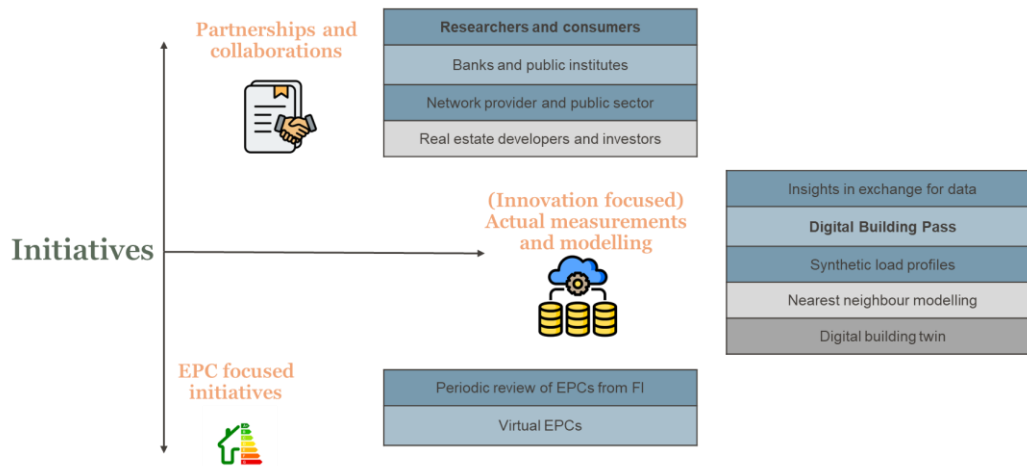 Partnerships and
collaborations
Researchers and consumers
Banks and public institutes
Network provider and public sector
Real estate developers and investors
Initiatives
(Innovation focused)
Actual measurements
and modelling
Insights in exchange for data
Digital Building Pass
Synthetic load profiles
Nearest neighbour modelling
Digital building twin
EPC focused
initiatives
Periodic review of EPCs from FI
Virtual EPCs